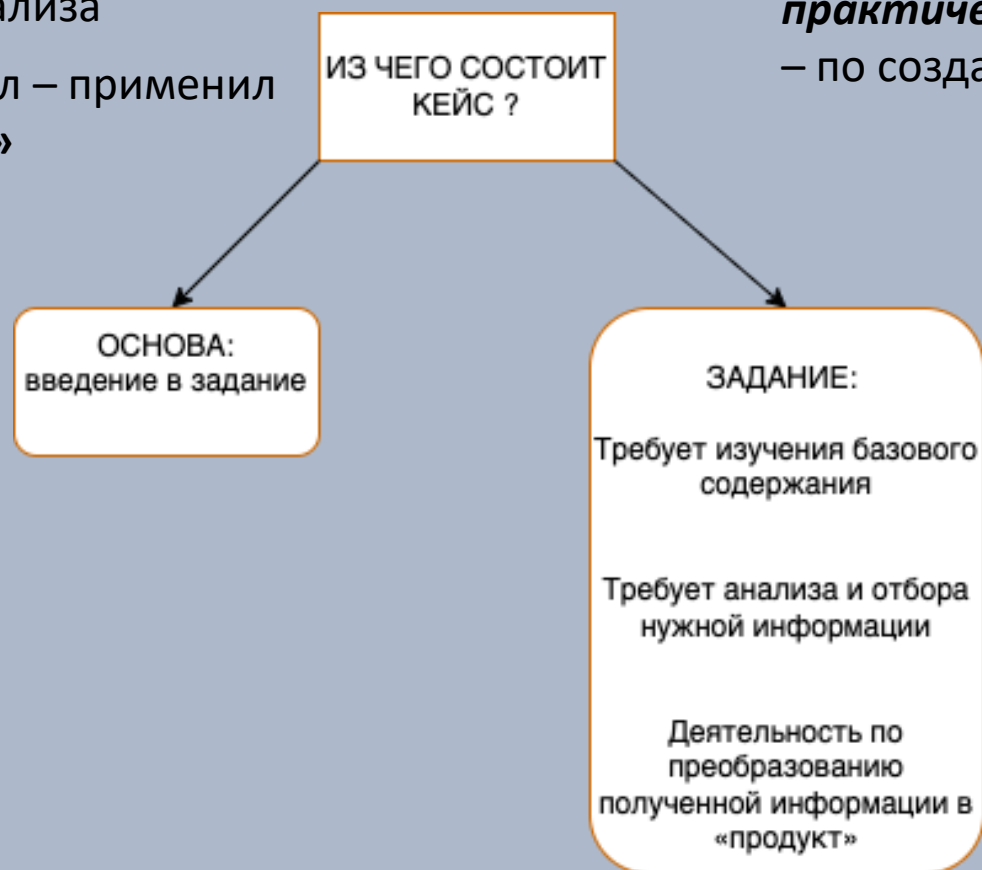 ализа
л – применил
»
практиче
– по созда
ИЗ ЧЕГО СОСТОИТ
КЕЙС ?
ОСНОВА:
введение в задание
ЗАДАНИЕ:
Требует изучения базового
содержания
Требует анализа и отбора
нужной информации
Деятельность по
преобразованию
полученной информации в
«продукт»